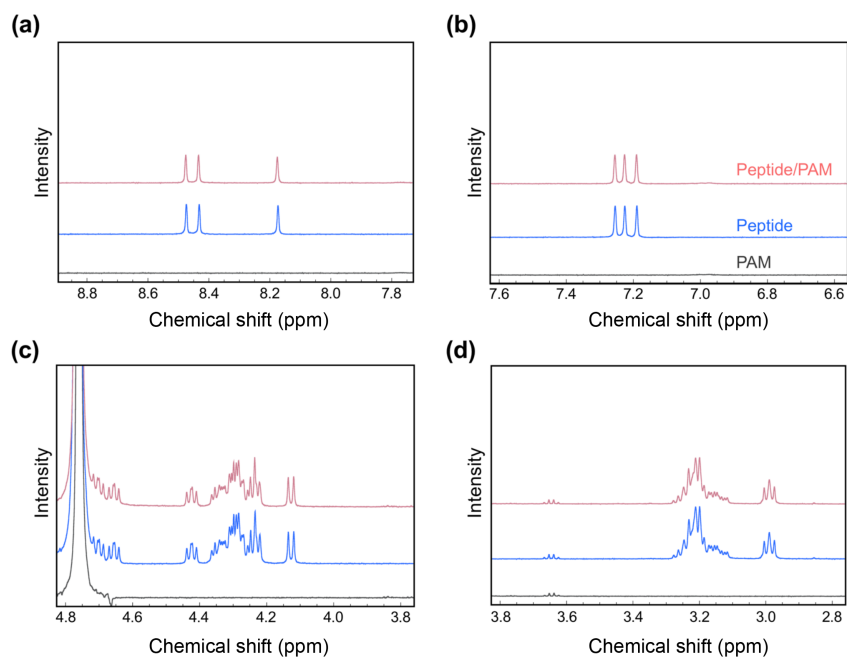 (a)
Intensity
8.8 8.6 8.4 8.2 8.0 7.8
Chemical shift (ppm)
(b)
Intensity
Peptide/PAM
Peptide
PAM
7.6 7.4 7.2 7.0 6.8 6.6
Chemical shift (ppm)
(c)
Intensity
4.8 4.6 4.4 4.2 4.0 3.8
Chemical shift (ppm)
(d)
Intensity
3.8 3.6 3.4 3.2 3.0 2.8
Chemical shift (ppm)